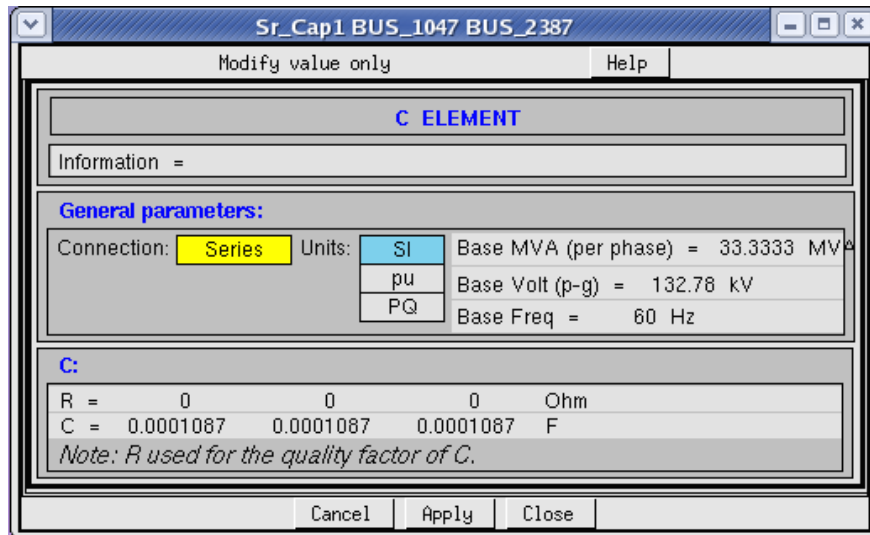 Sr_Cap1 BUS_1047 BUS_2387
Modify value only Help
C ELEMENT
Information =
General parameters:
Connection: Series Units: SI Base MVA (per phase) = 33.3333 MVA
pu Base Volt (p-g) = 132.78 kV
PQ Base Freq = 60 Hz
C:
R = 0 0 0 Ohm
C = 0.0001087 0.0001087 0.0001087 F
Note: R used for the quality factor of C.
Cancel Apply Close